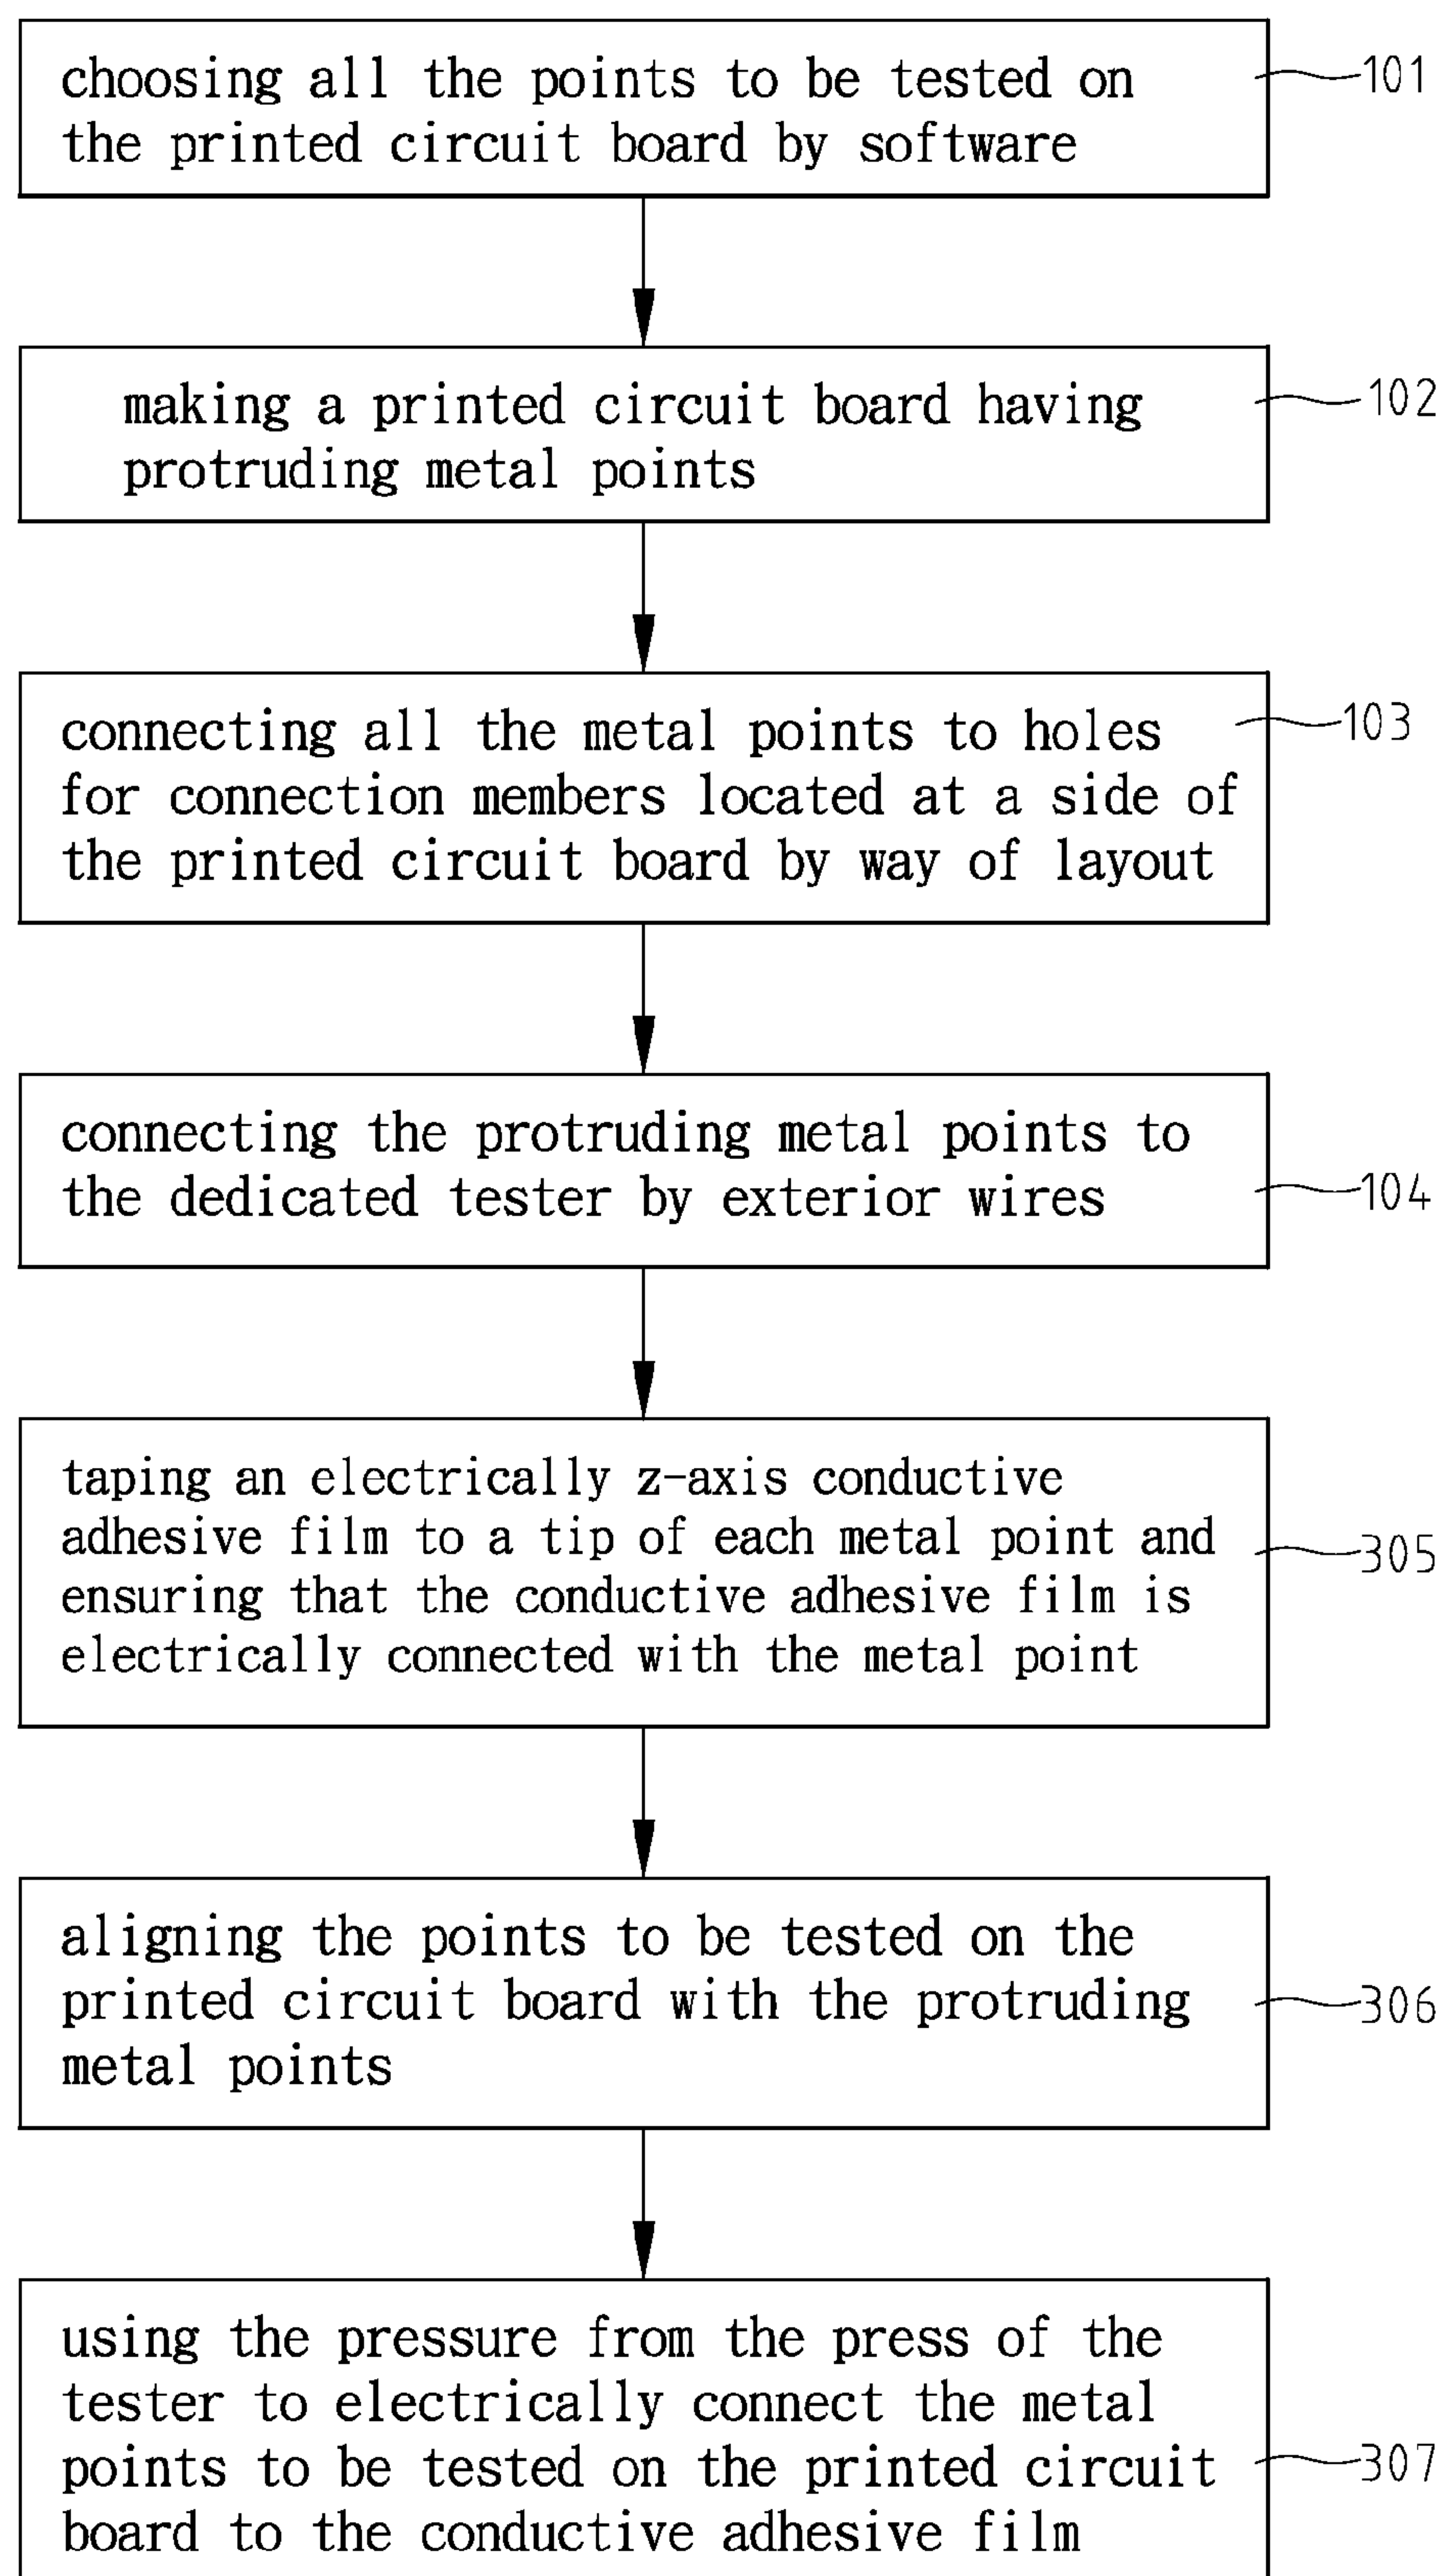 choosing all the points to be tested on
the printed circuit board by software
101
making a printed circuit board having
protruding metal points
102
connecting all the metal points to holes
for connection members located at a side of
the printed circuit board by way of layout
103
connecting the protruding metal points to
the dedicated tester by exterior wires
104
taping an electrically z-axis conductive
adhesive film to a tip of each metal point and
ensuring that the conductive adhesive film is
electrically connected with the metal point
305
aligning the points to be tested on the
printed circuit board with the protruding
metal points
306
using the pressure from the press of the
tester to electrically connect the metal
points to be tested on the printed circuit
board to the conductive adhesive film
307